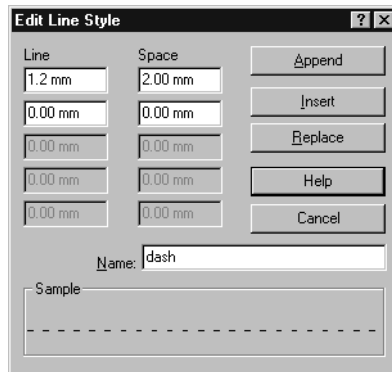 Edit Line Style
Line Space
1.2 mm 2.00 mm
0.00 mm 0.00 mm
0.00 mm 0.00 mm
0.00 mm 0.00 mm
0.00 mm 0.00 mm
Append
Insert
Replace
Help
Cancel
Name: dash
Sample